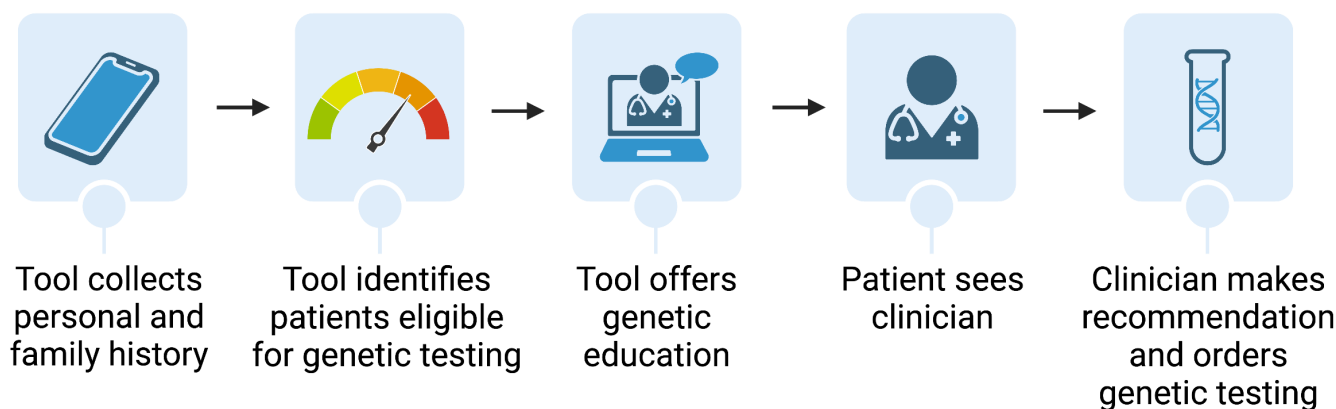 Tool collects
personal and
family history
Tool identifies
patients eligible
for genetic testing
Tool offers
genetic
education
Patient sees
clinician
Clinician makes
recommendation
and orders
genetic testing